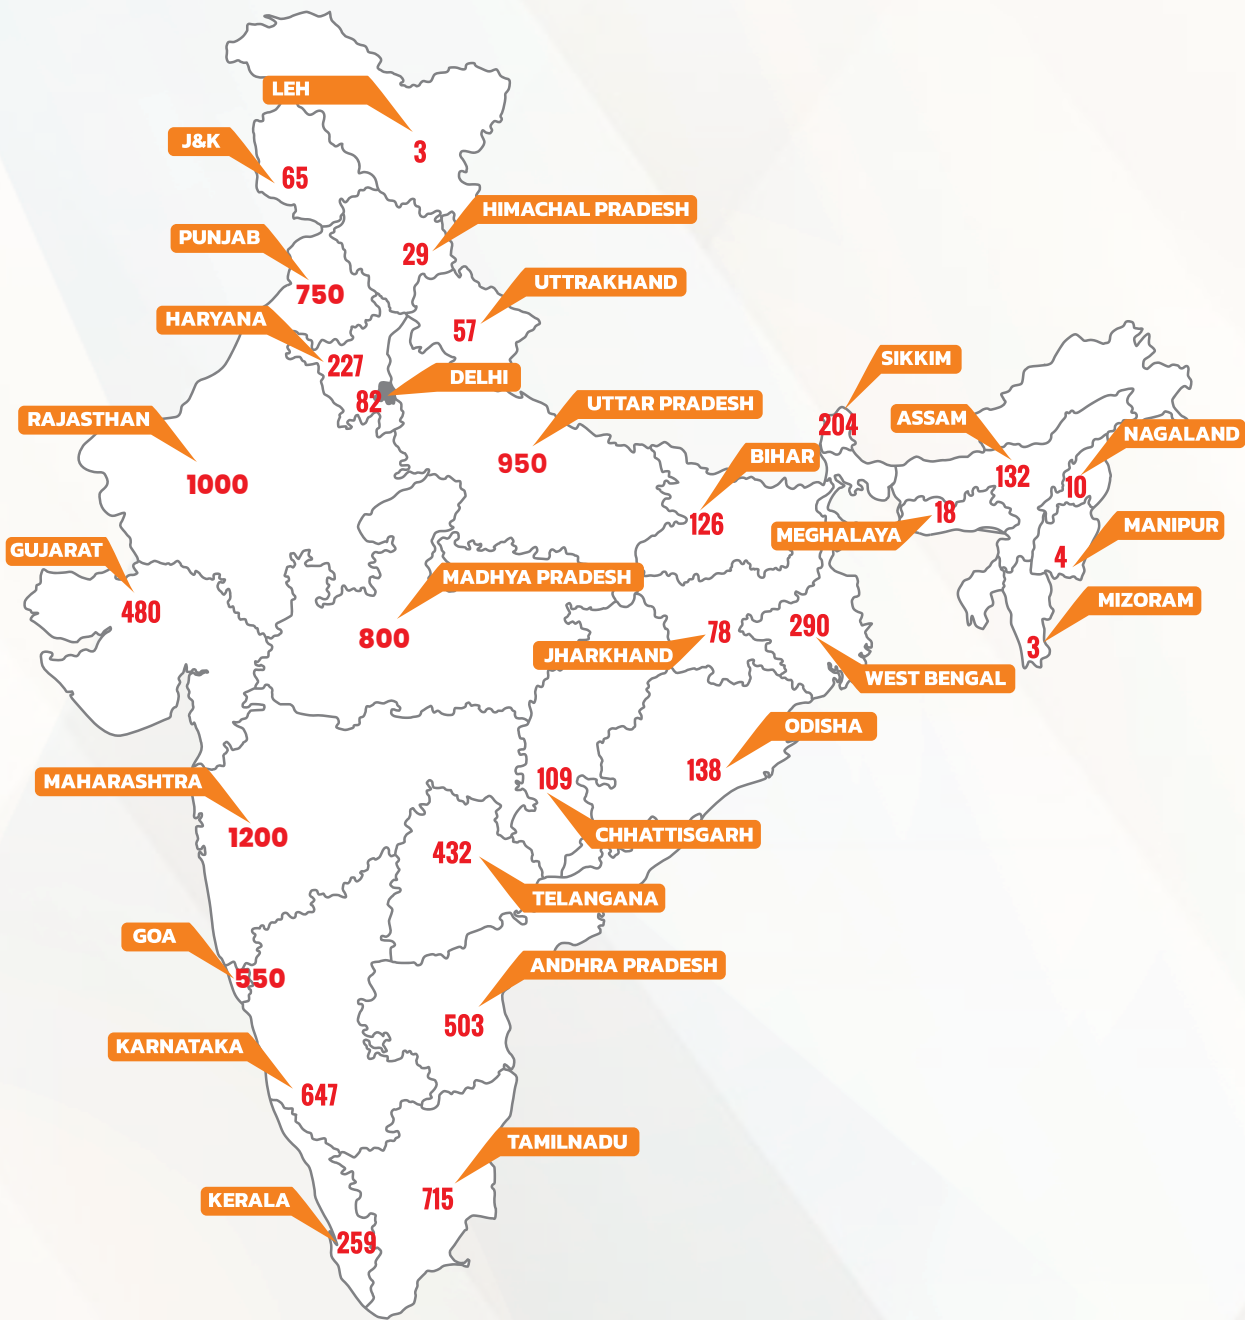 LEH
3
J&K
65
HIMACHAL PRADESH
29
PUNJAB
750
UTTRAKHAND
57
HARYANA
227
DELHI
82
SIKKIM
204
RAJASTHAN
1000
UTTAR PRADESH
950
ASSAM
132
NAGALAND
10
BIHAR
126
MEGHALAYA
18
MANIPUR
4
GUJARAT
480
MADHYA PRADESH
800
MIZORAM
3
JHARKHAND
78
290
WEST BENGAL
ODISHA
138
MAHARASHTRA
1200
109
CHHATTISGARH
432
TELANGANA
GOA
550
ANDHRA PRADESH
503
KARNATAKA
647
TAMILNADU
715
KERALA
259